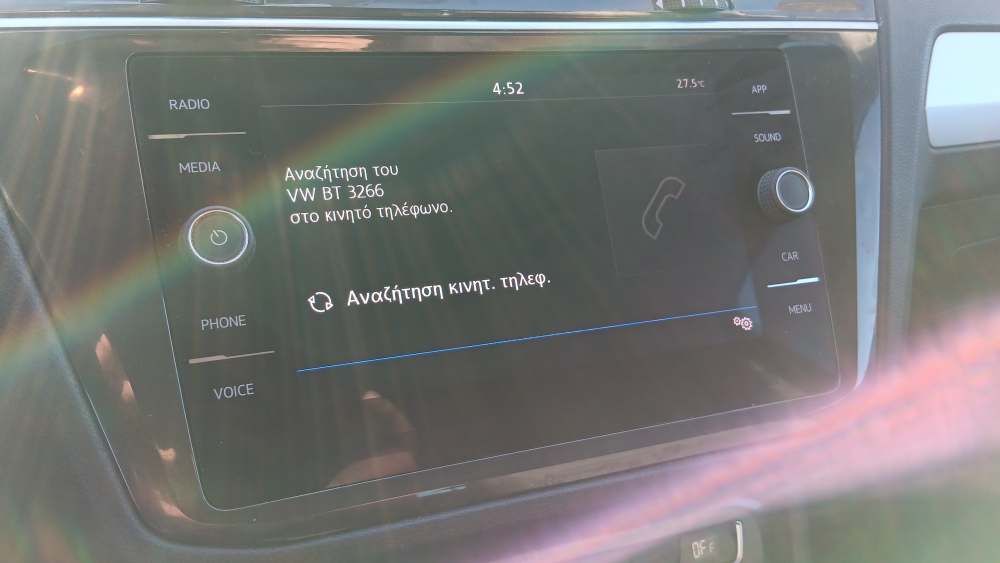 4:52
27.5°C
RADIO
MEDIA
PHONE
VOICE
Αναζήτηση του
VW BT 3266
στο κινητό τηλέφωνο.
Αναζήτηση κινητ. τηλεφ.
APP
SOUND
CAR
MENU
OFF